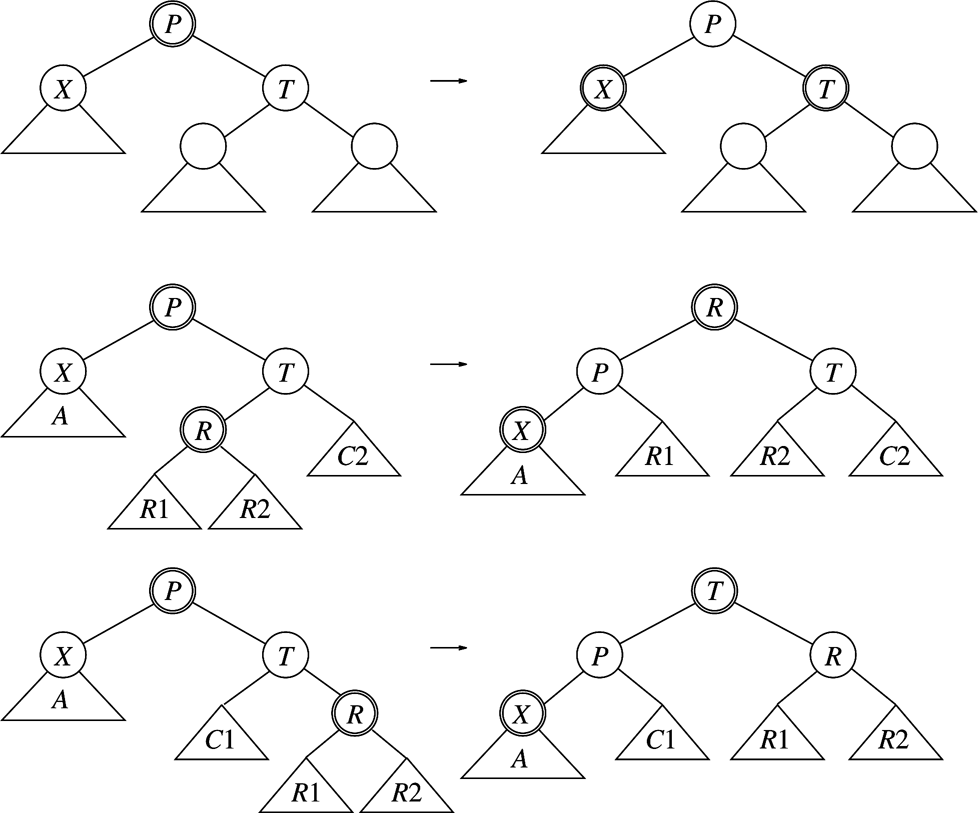 P P
X T X T
P R
X T P T
A R C2 X R1 R2 C2
R1 R2 A
P T
X T P R
A C1 R X C1 R1 R2
R1 R2 A